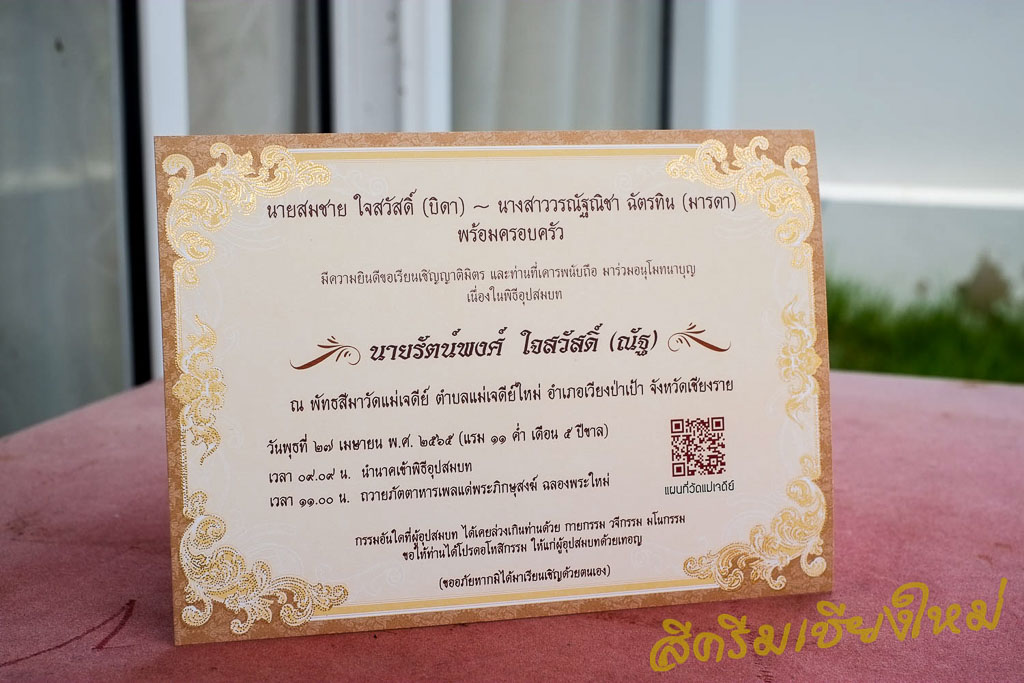 นายสมชาย ใจสวัสดิ์ (บิดา) ~ นางสาววรณัฐณิชา ฉัตรทิน (มารดา)
พร้อมครอบครัว
มีความยินดีขอเรียนเชิญญาติมิตร และท่านที่เคารพนับถือ มาร่วมอนุโมทนาบุญ
เนื่องในพิธีอุปสมบท
นายรัตน์พงศ์ ใจสวัสดิ์ (ณัฐ)
ณ พัทธสีมาวัดแม่เจดีย์ ตำบลแม่เจดีย์ใหม่ อำเภอเวียงป่าเป้า จังหวัดเชียงราย
วันพุธที่ ๒๗ เมษายน พ.ศ. ๒๕๖๕ (แรม ๑๑ ค่ำ เดือน ๕ ปีขาล)
เวลา ๐๙.๐๙ น. นำนาคเข้าพิธีอุปสมบท
เวลา ๑๑.๐๐ น. ถวายภัตตาหารเพลแด่พระภิกษุสงฆ์ ฉลองพระใหม่
แผนที่วัดแม่เจดีย์
กรรมอันใดที่ผู้อุปสมบท ได้เคยล่วงเกินท่านด้วย กายกรรม วจีกรรม มโนกรรม
ขอให้ท่านได้โปรดอโหสิกรรม ให้แก่ผู้อุปสมบทด้วยเทอญ
(ขออภัยหากมิได้มาเรียนเชิญด้วยตนเอง)
สีครีมเชียงใหม่